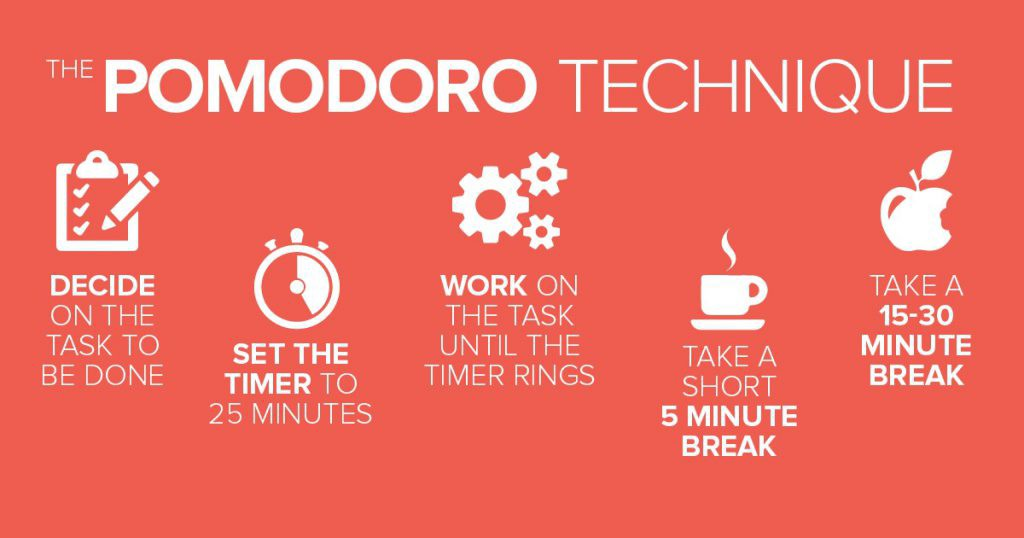 THE POMODORO TECHNIQUE
DECIDE
ON THE
TASK TO
BE DONE
SET THE
TIMER TO
25 MINUTES
WORK ON
THE TASK
UNTIL THE
TIMER RINGS
TAKE A
SHORT
5 MINUTE
BREAK
TAKE A
15-30
MINUTE
BREAK